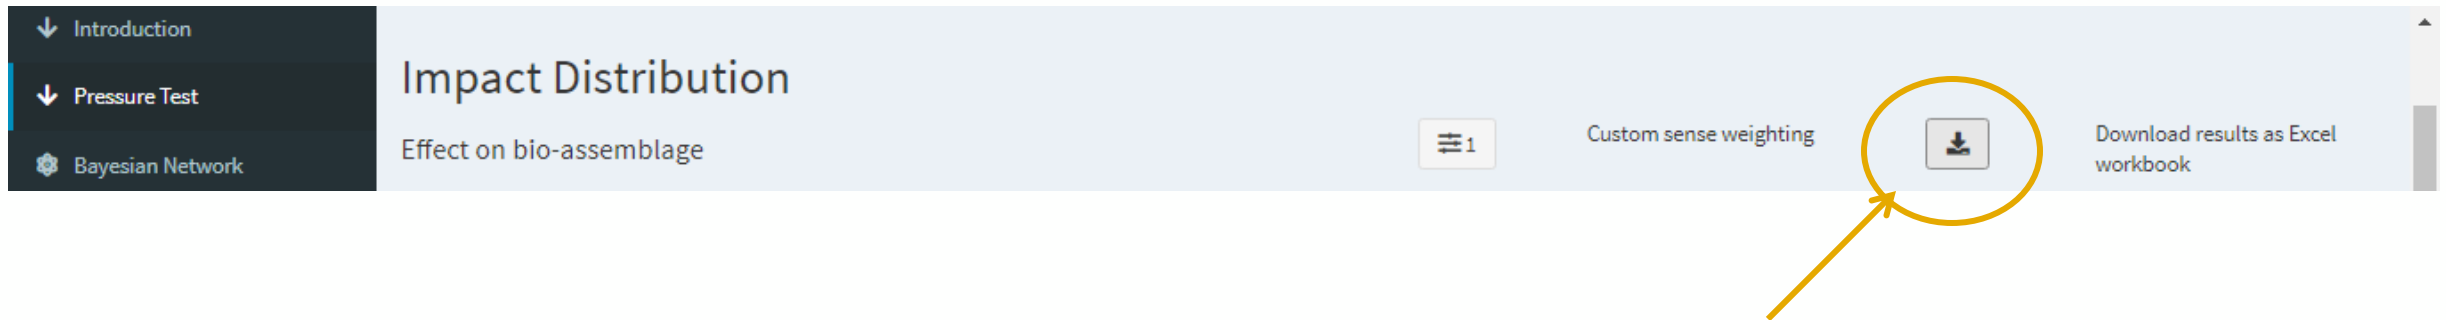 Introduction
Pressure Test
Bayesian Network
Impact Distribution
Effect on bio-assemblage
1
Custom sense weighting
Download results as Excel
workbook